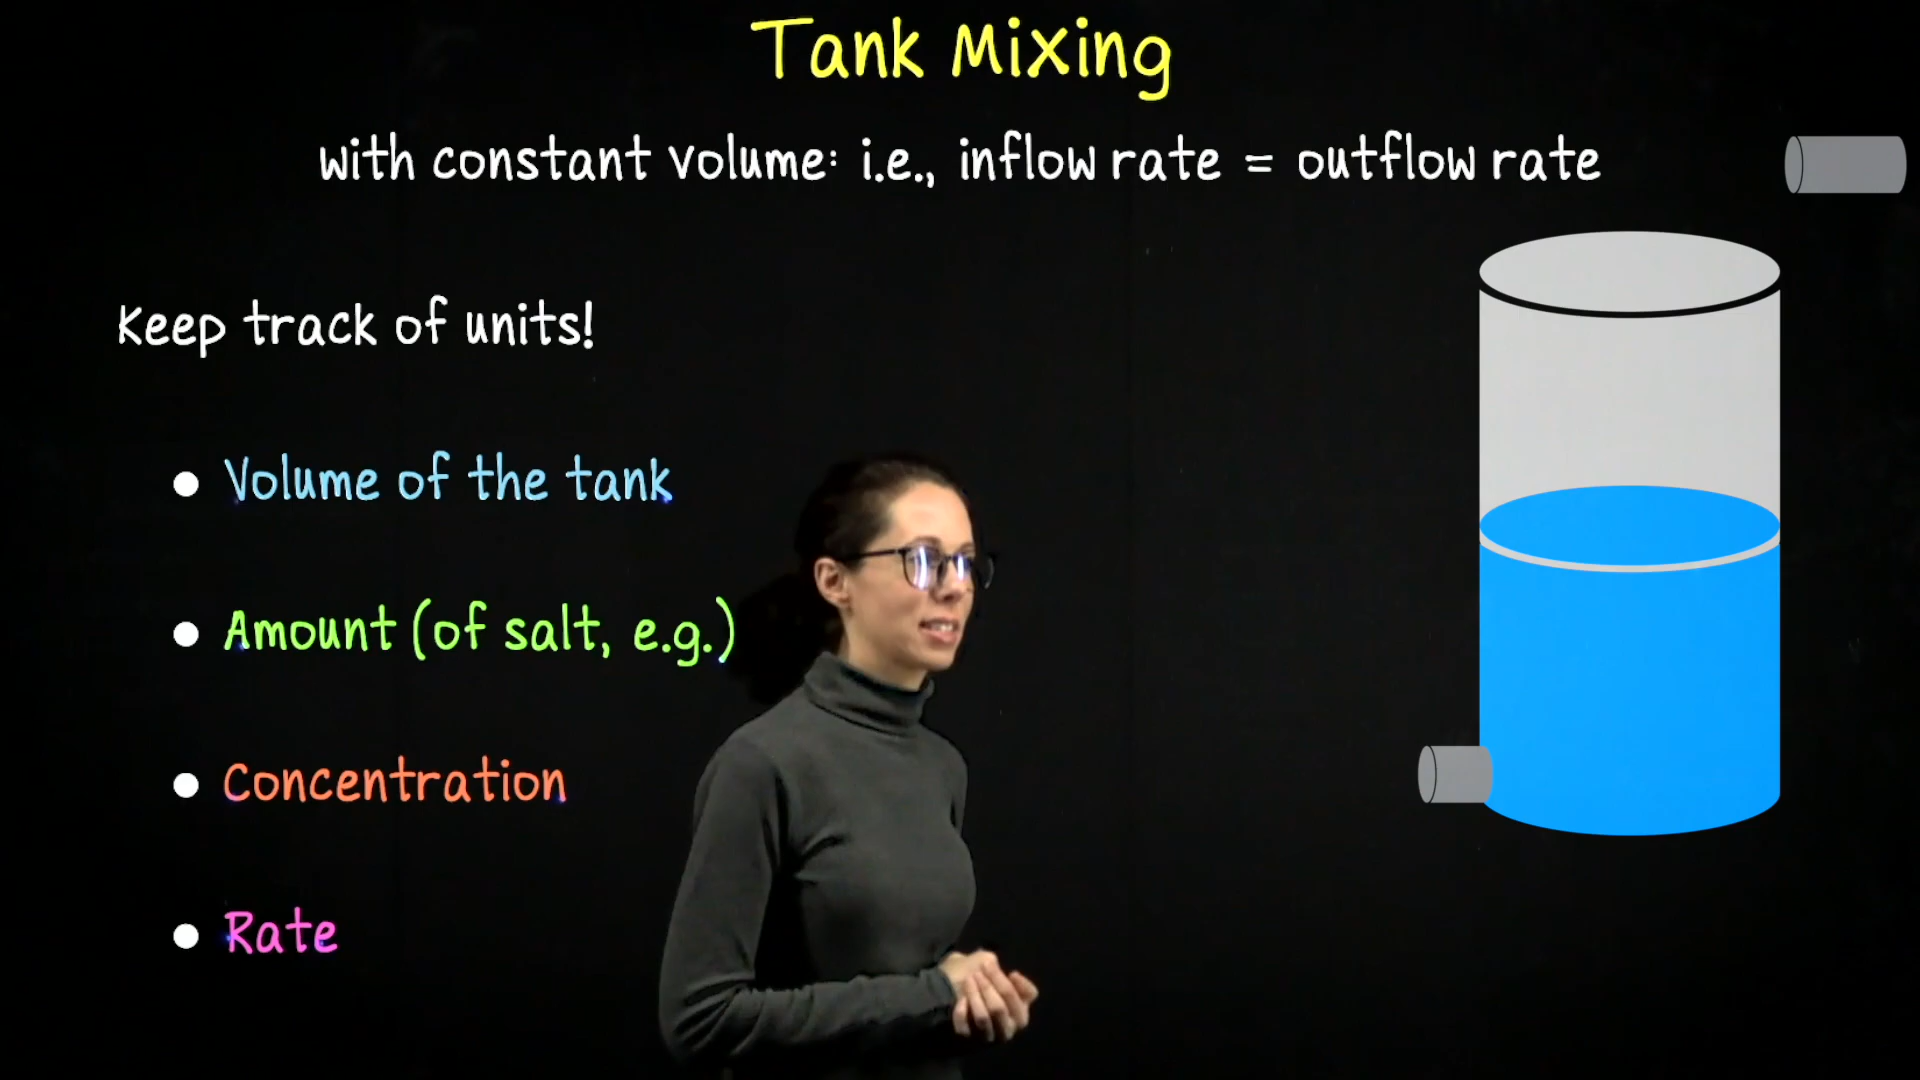 Tank Mixing
with constant volume: i.e., inflow rate = outflow rate
Keep track of units!
• Volume of the tank
• Amount (of salt, e.g.)
• Concentration
• Rate